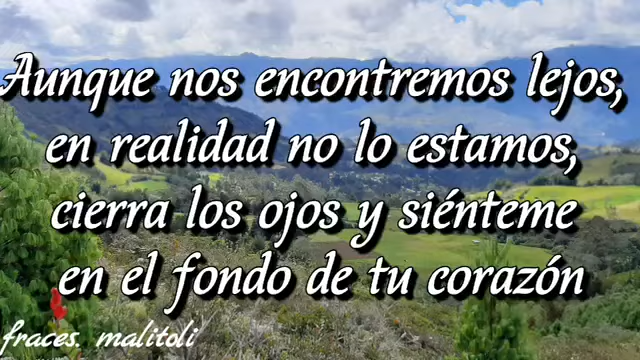 Aunque nos encontremos lejos,
en realidad no lo estamos,
cierra los ojos y siénteme
en el fondo de tu corazón
fraces. malitoli